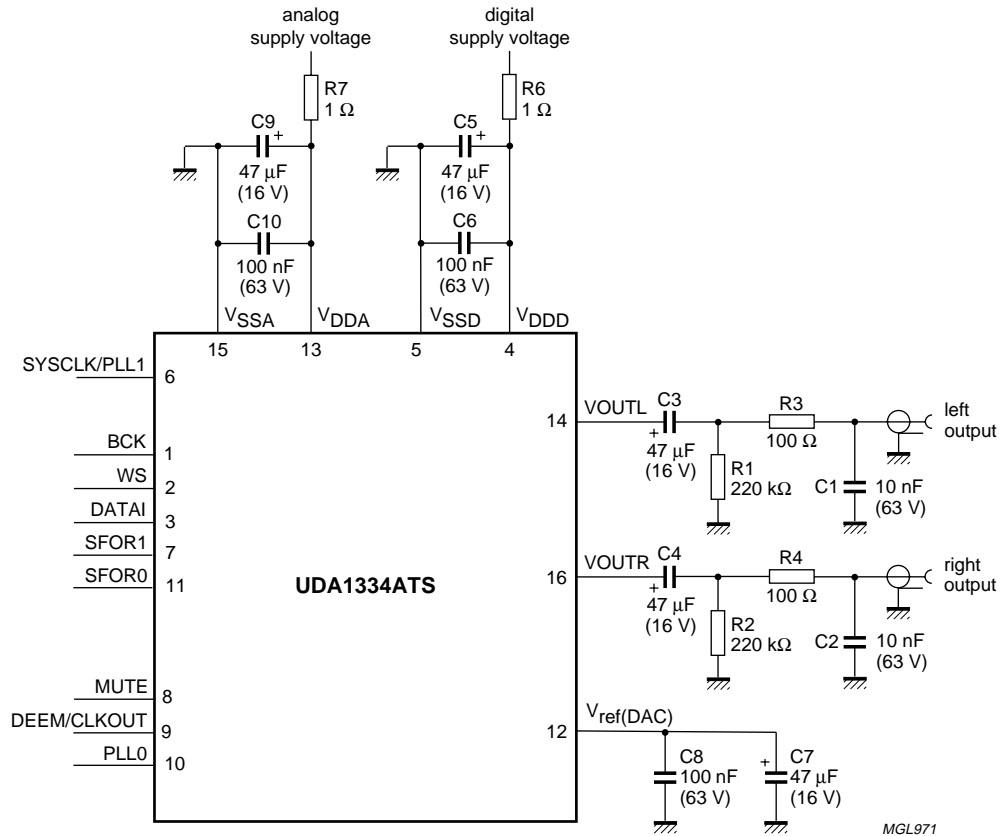 analog
supply voltage
digital
supply voltage
R7
1 Ω
R6
1 Ω
C9
+
47 μF
(16 V)
C5
+
47 μF
(16 V)
C10
100 nF
(63 V)
C6
100 nF
(63 V)
VSSA
VDDA
VSSD
VDDD
15
13
5
4
SYSCLK/PLL1
6
BCK
1
WS
2
DATAI
3
SFOR1
7
SFOR0
11
MUTE
8
DEEM/CLKOUT
9
PLL0
10
UDA1334ATS
14
VOUTL
C3
+
47 μF
(16 V)
R1
220 kΩ
R3
100 Ω
C1
10 nF
(63 V)
left
output
16
VOUTR
C4
+
47 μF
(16 V)
R2
220 kΩ
R4
100 Ω
C2
10 nF
(63 V)
right
output
12
Vref(DAC)
C8
100 nF
(63 V)
+
C7
47 μF
(16 V)
MGL971